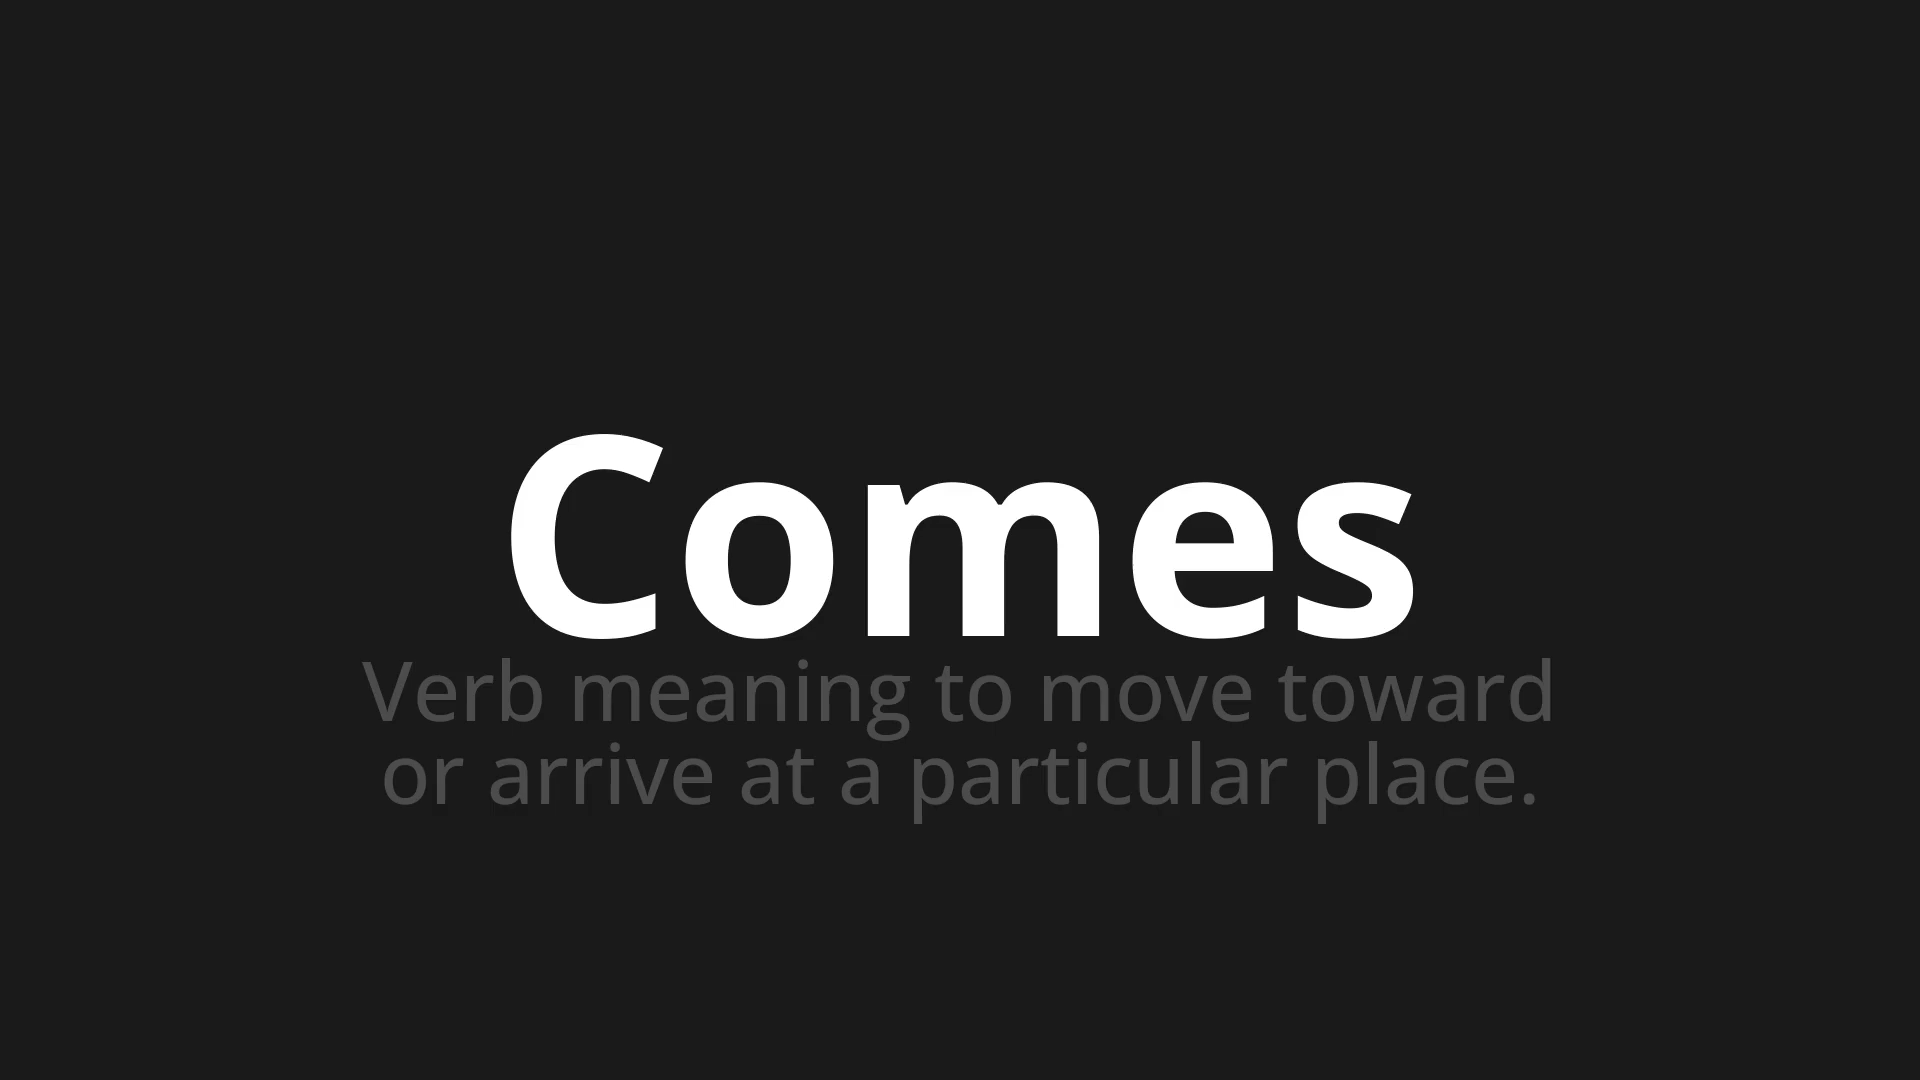 Comes
Verb meaning to move toward
or arrive at a particular place.